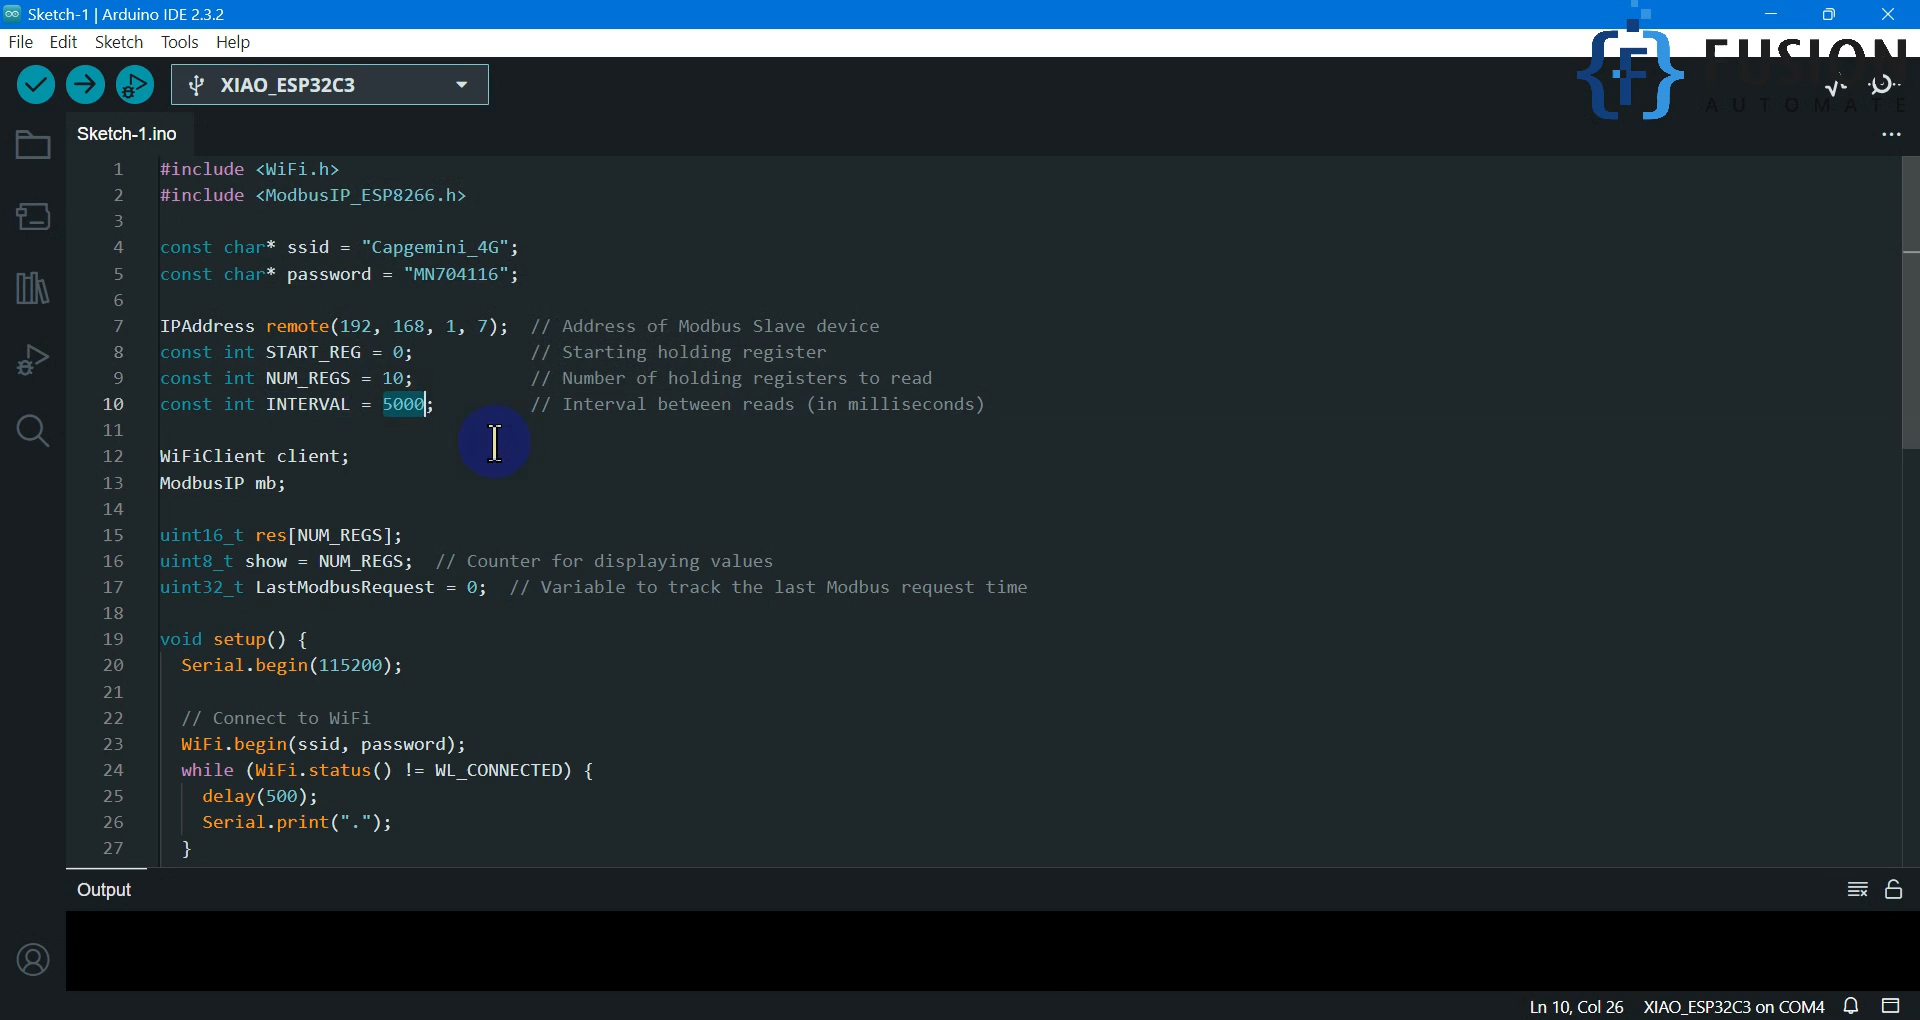 Sketch-1 | Arduino IDE 2.3.2
File Edit Sketch Tools Help
XIAO_ESP32C3
FUSION
AUTOMATE
Sketch-1.ino
1 #include <WiFi.h>
2 #include <ModbusIP_ESP8266.h>
3
4 const char* ssid = "Capgemini_4G";
5 const char* password = "MN704116";
6
7 IPAddress remote(192, 168, 1, 7); // Address of Modbus Slave device
8 const int START_REG = 0; // Starting holding register
9 const int NUM_REGS = 10; // Number of holding registers to read
10 const int INTERVAL = 5000; // Interval between reads (in milliseconds)
11
12 WiFiClient client;
13 ModbusIP mb;
14
15 uint16_t res[NUM_REGS];
16 uint8_t show = NUM_REGS; // Counter for displaying values
17 uint32_t LastModbusRequest = 0; // Variable to track the last Modbus request time
18
19 void setup() {
20 Serial.begin(115200);
21
22 // Connect to WiFi
23 WiFi.begin(ssid, password);
24 while (WiFi.status() != WL_CONNECTED) {
25 delay(500);
26 Serial.print(".");
27 }
Output
Ln 10, Col 26 XIAO_ESP32C3 on COM4